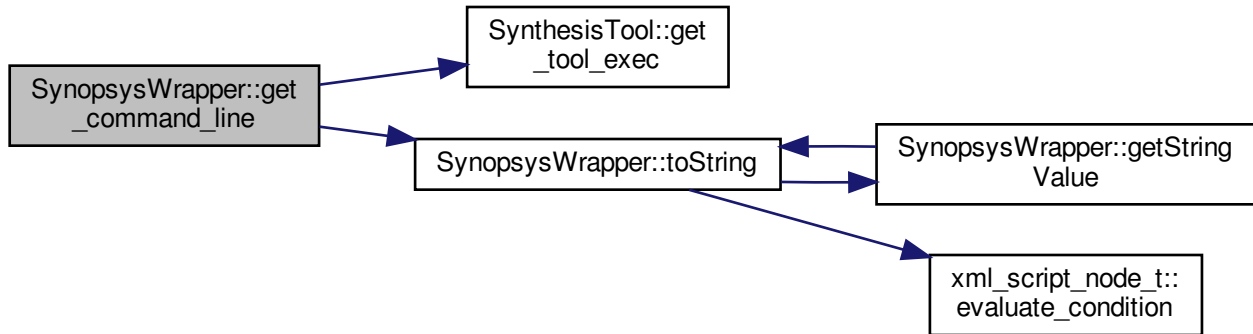 SynopsysWrapper::get
_command_line
SynthesisTool::get
_tool_exec
SynopsysWrapper::toString
SynopsysWrapper::getString
Value
xml_script_node_t::
evaluate_condition